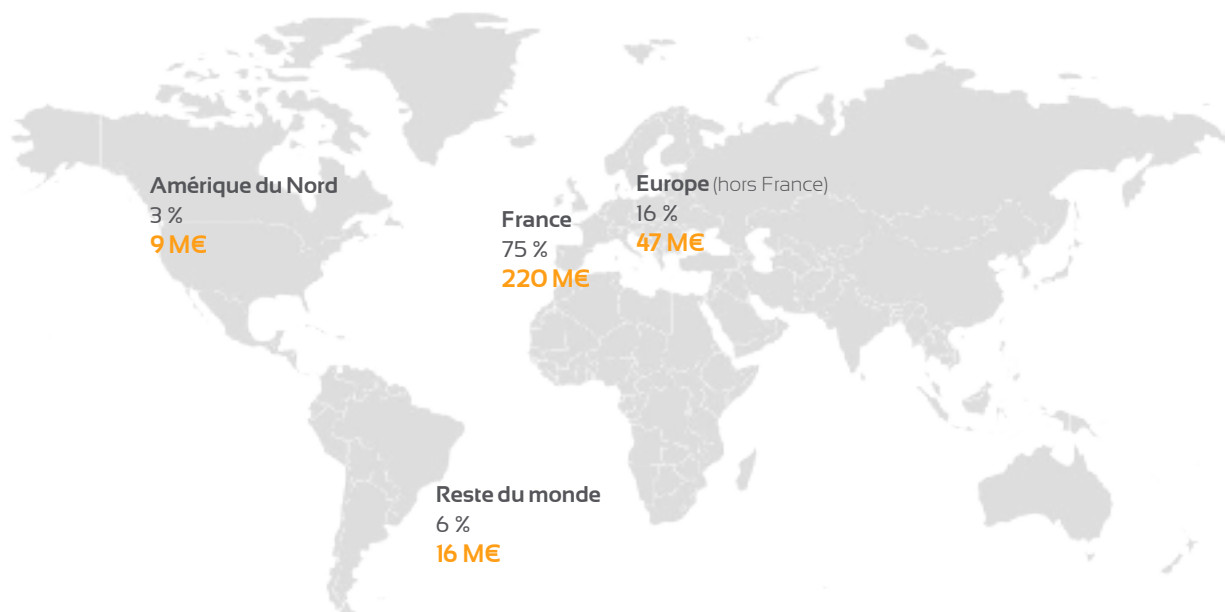 Amérique du Nord
3 %
9 M€
France
75 %
220 M€
Europe (hors France)
16 %
47 M€
Reste du monde
6 %
16 M€